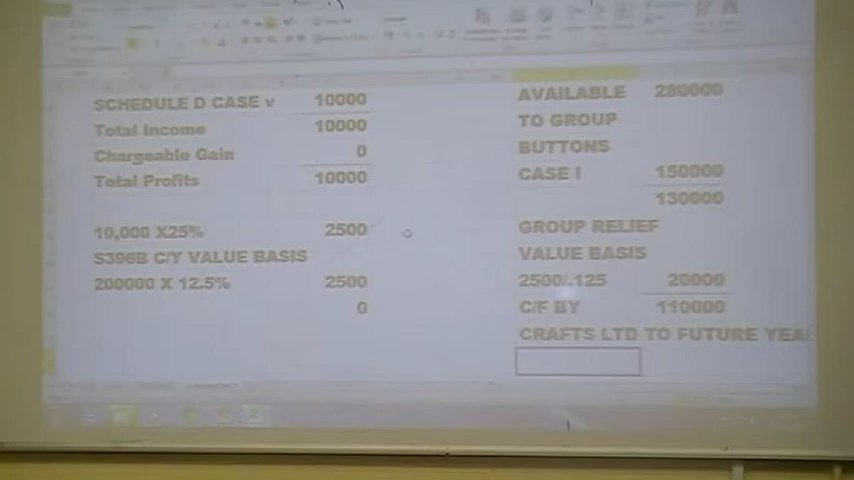 SCHEDULE D CASE v 10000
Total Income 10000
Chargeable Gain 0
Total Profits 10000
10,000 X25% 2500
S396B C/Y VALUE BASIS
200000 X 12.5% 2500
0
AVAILABLE 280000
TO GROUP
BUTTONS
CASE I 150000
130000
GROUP RELIEF
VALUE BASIS
2500/.125 20000
C/F BY 110000
CRAFTS LTD TO FUTURE YEA